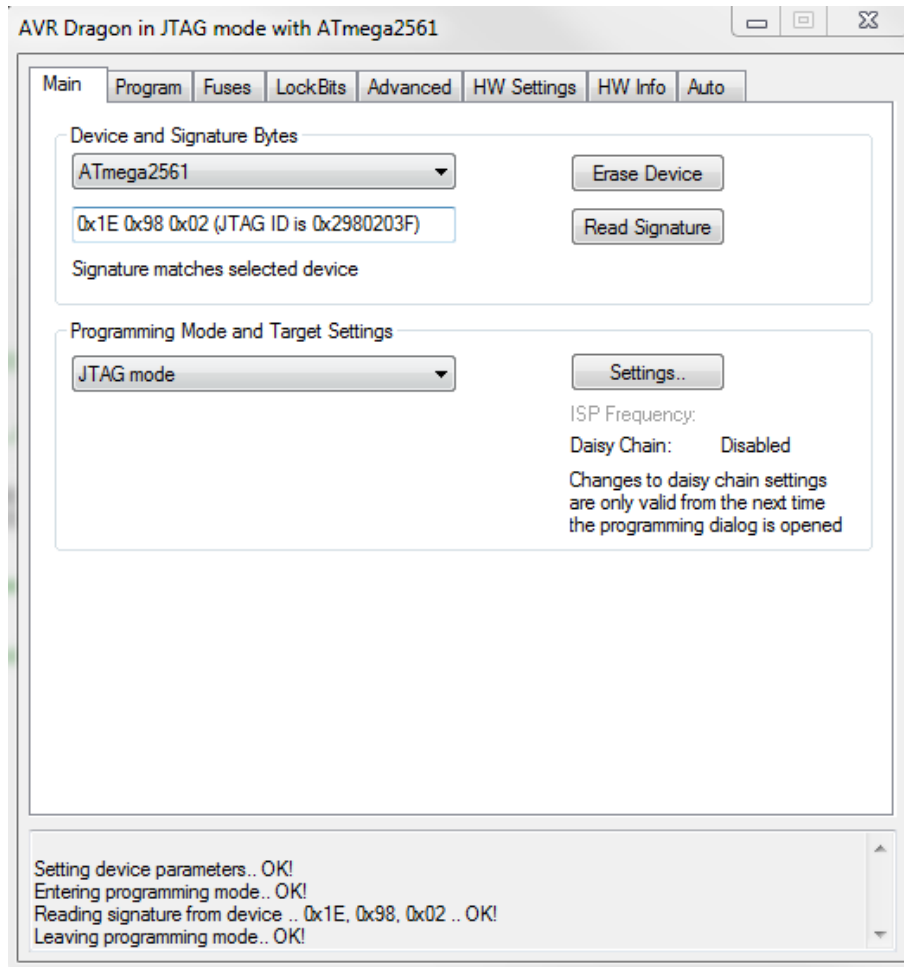 AVR Dragon in JTAG mode with ATmega2561
Main Program Fuses LockBits Advanced HW Settings HW Info Auto
Device and Signature Bytes
ATmega2561
Erase Device
0x1E 0x98 0x02 (JTAG ID is 0x2980203F)
Read Signature
Signature matches selected device
Programming Mode and Target Settings
JTAG mode
Settings..
ISP Frequency:
Daisy Chain: Disabled
Changes to daisy chain settings
are only valid from the next time
the programming dialog is opened
Setting device parameters.. OK!
Entering programming mode.. OK!
Reading signature from device .. 0x1E, 0x98, 0x02 .. OK!
Leaving programming mode.. OK!